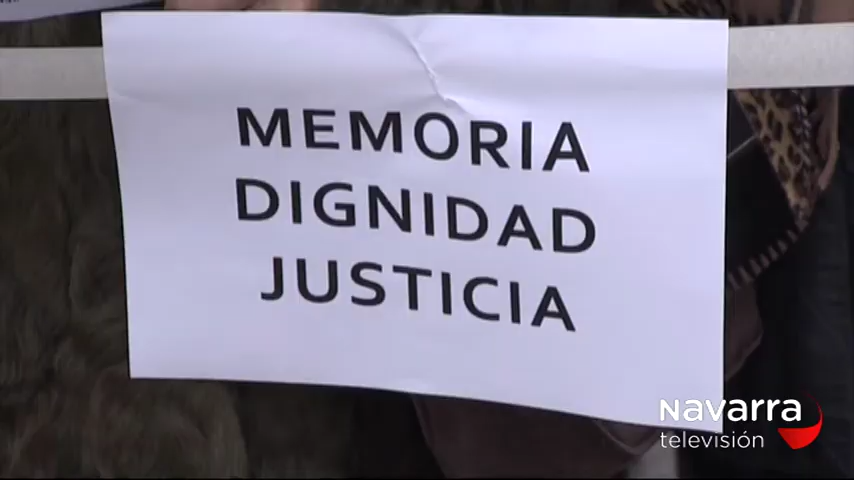 MEMORIA
DIGNIDAD
JUSTICIA
Navarra
televisión